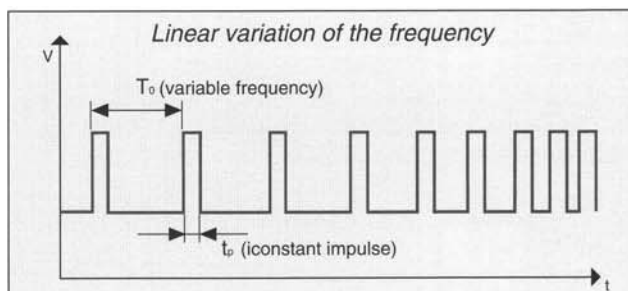 Linear variation of the frequency
V
T₀ (variable frequency)
tₚ (iconstant impulse)
t